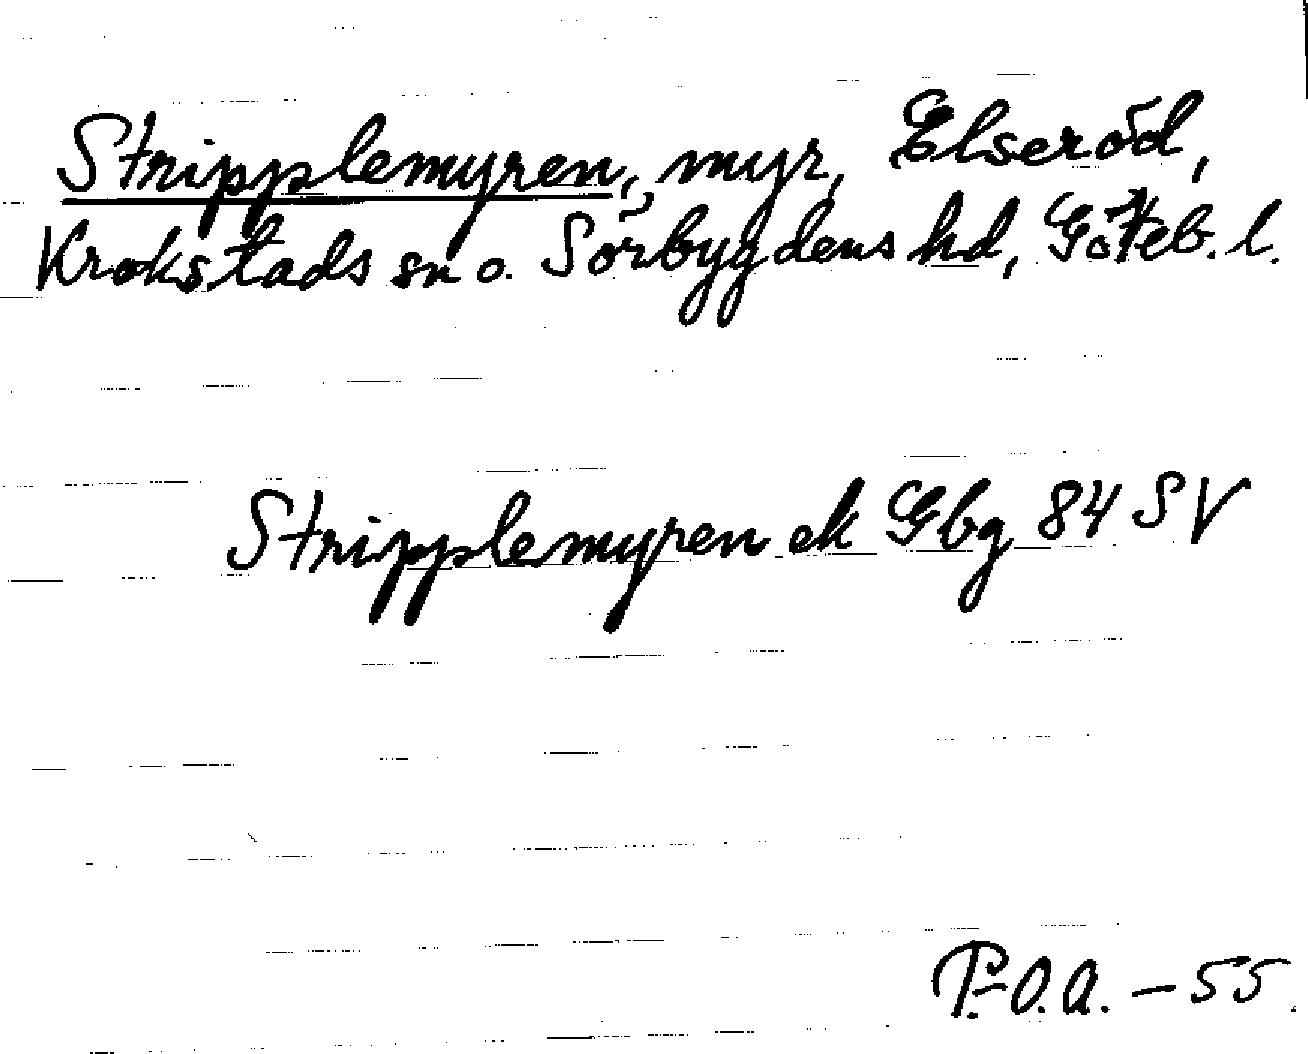 Stripplemyren, myr, Elseröd,
Krokstads sn o. Sörbygdens hd, Göteb. l.
Stripplemyren ek Gbg 84 SV
P-O.A. – 55.